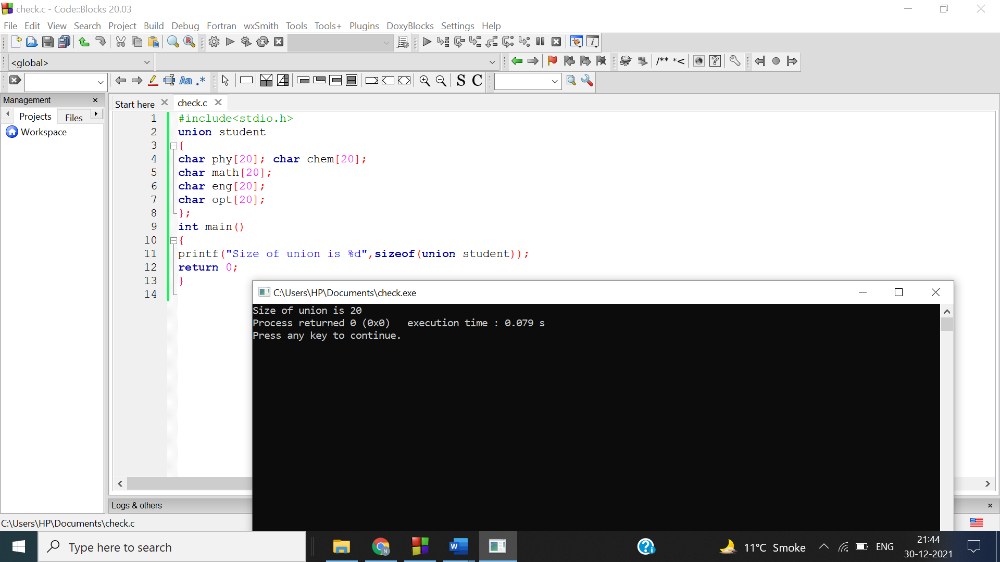 check.c - Code::Blocks 20.03
File Edit View Search Project Build Debug Fortran wxSmith Tools Tools+ Plugins DoxyBlocks Settings Help
<global>
/** *<
Aa .* S C
Management
Projects Files
Workspace
Start here check.c
1 #include<stdio.h>
2 union student
3 {
4 char phy[20]; char chem[20];
5 char math[20];
6 char eng[20];
7 char opt[20];
8 };
9 int main()
10 {
11 printf("Size of union is %d",sizeof(union student));
12 return 0;
13 }
14
C:\Users\HP\Documents\check.exe
Size of union is 20
Process returned 0 (0x0)   execution time : 0.079 s
Press any key to continue.
Logs & others
C:\Users\HP\Documents\check.c
Type here to search
11°C Smoke
ENG
21:44
30-12-2021